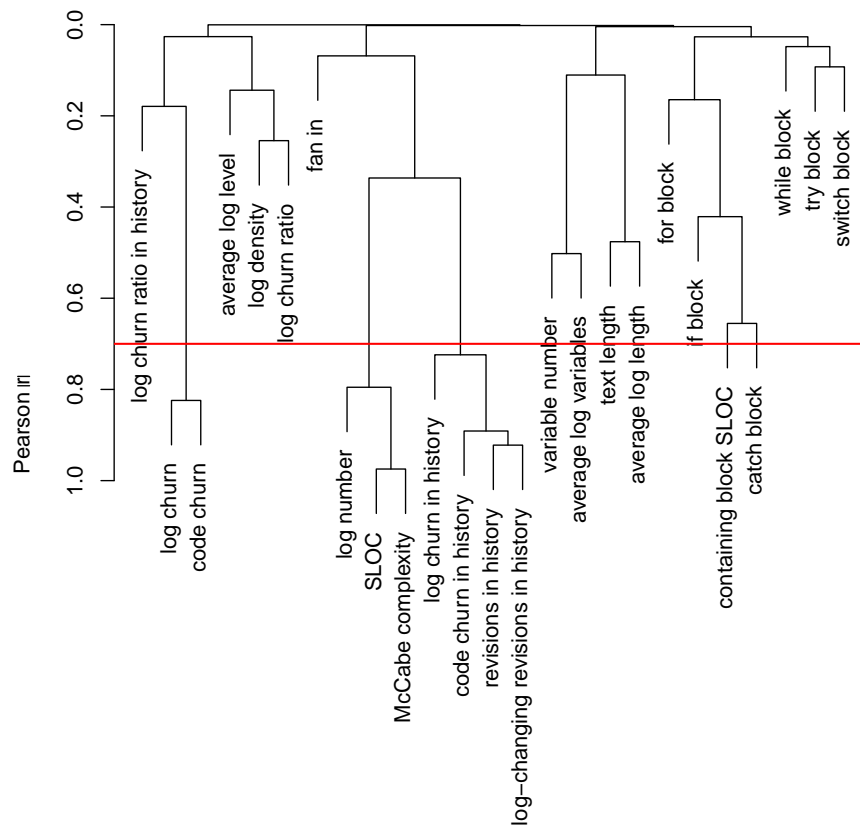 Pearson |r|
0.0
0.2
0.4
0.6
0.8
1.0
log churn ratio in history
log churn
code churn
average log level
log density
log churn ratio
fan in
log number
SLOC
McCabe complexity
log churn in history
code churn in history
revisions in history
log−changing revisions in history
variable number
average log variables
text length
average log length
for block
if block
containing block SLOC
catch block
while block
try block
switch block